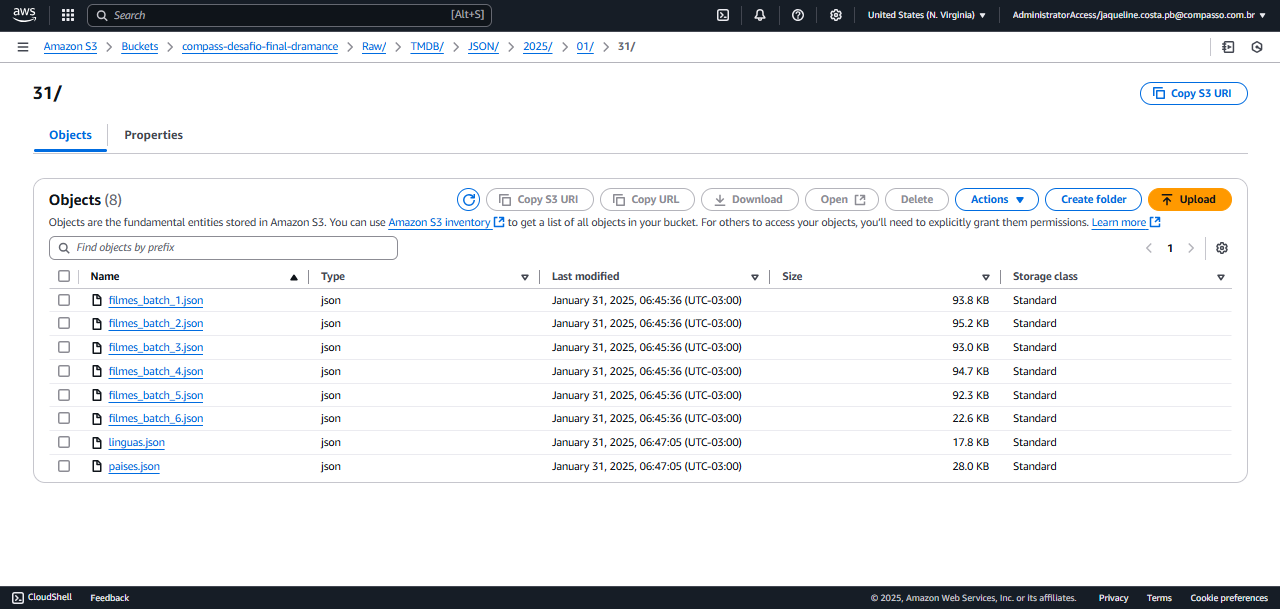 aws Search [Alt+S] United States (N. Virginia) AdministratorAccess/jaqueline.costa.pb@compasso.com.br
Amazon S3 Buckets compass-desafio-final-dramance Raw/ TMDB/ JSON/ 2025/ 01/ 31/
31/
Copy S3 URI
Objects Properties
Objects (8) Copy S3 URI Copy URL Download Open Delete Actions Create folder Upload
Objects are the fundamental entities stored in Amazon S3. You can use Amazon S3 inventory to get a list of all objects in your bucket. For others to access your objects, you'll need to explicitly grant them permissions. Learn more
Find objects by prefix 1
Name Type Last modified Size Storage class
filmes_batch_1.json json January 31, 2025, 06:45:36 (UTC-03:00) 93.8 KB Standard
filmes_batch_2.json json January 31, 2025, 06:45:36 (UTC-03:00) 95.2 KB Standard
filmes_batch_3.json json January 31, 2025, 06:45:36 (UTC-03:00) 93.0 KB Standard
filmes_batch_4.json json January 31, 2025, 06:45:36 (UTC-03:00) 94.7 KB Standard
filmes_batch_5.json json January 31, 2025, 06:45:36 (UTC-03:00) 92.3 KB Standard
filmes_batch_6.json json January 31, 2025, 06:45:36 (UTC-03:00) 22.6 KB Standard
linguas.json json January 31, 2025, 06:47:05 (UTC-03:00) 17.8 KB Standard
paises.json json January 31, 2025, 06:47:05 (UTC-03:00) 28.0 KB Standard
CloudShell Feedback © 2025, Amazon Web Services, Inc. or its affiliates. Privacy Terms Cookie preferences